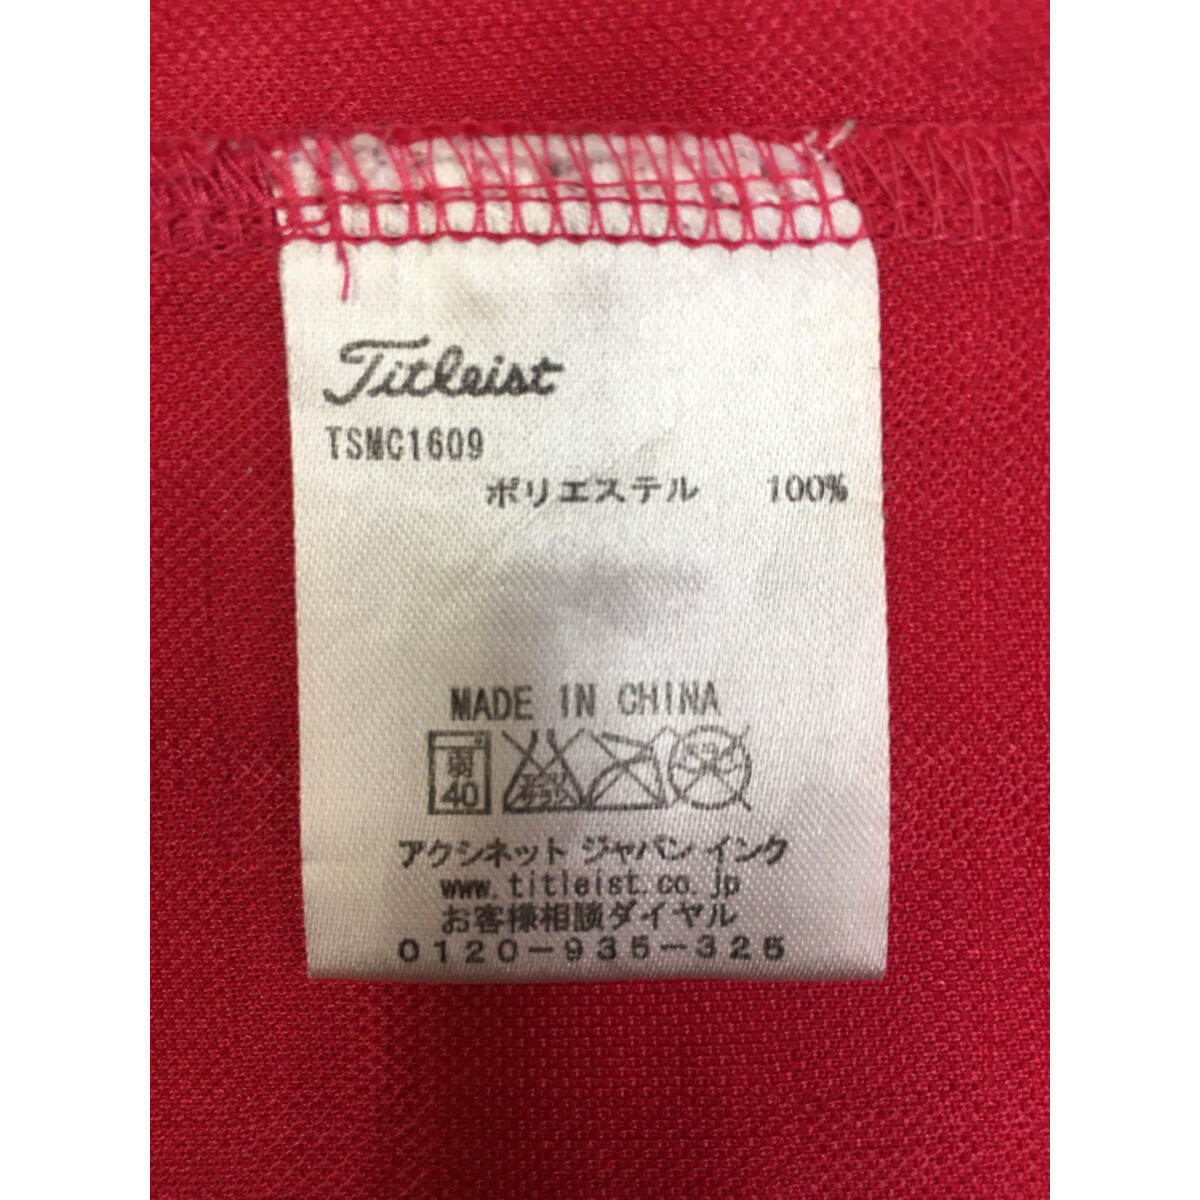 Titleist
TSMC1609
ポリエステル 100%
MADE IN CHINA
弱
40
アクシネット ジャパン インク
www.titleist.co.jp
お客様相談ダイヤル
0120-935-325